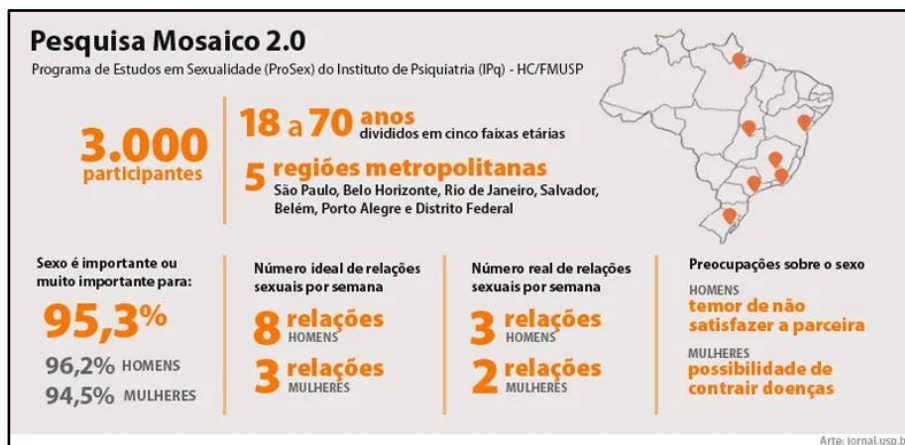 Pesquisa Mosaico 2.0
Programa de Estudos em Sexualidade (ProSex) do Instituto de Psiquiatria (IPq) - HC/FMUSP
3.000
participantes
18 a 70 anos
divididos em cinco faixas etárias
5 regiões metropolitanas
São Paulo, Belo Horizonte, Rio de Janeiro, Salvador,
Belém, Porto Alegre e Distrito Federal
Sexo é importante ou
muito importante para:
95,3%
96,2% HOMENS
94,5% MULHERES
Número ideal de relações
sexuais por semana
8 relações
HOMENS
3 relações
MULHERES
Número real de relações
sexuais por semana
3 relações
HOMENS
2 relações
MULHERES
Preocupações sobre o sexo
HOMENS
temor de não
satisfazer a parceira
MULHERES
possibilidade de
contrair doenças
Arte: jornal.usp.b